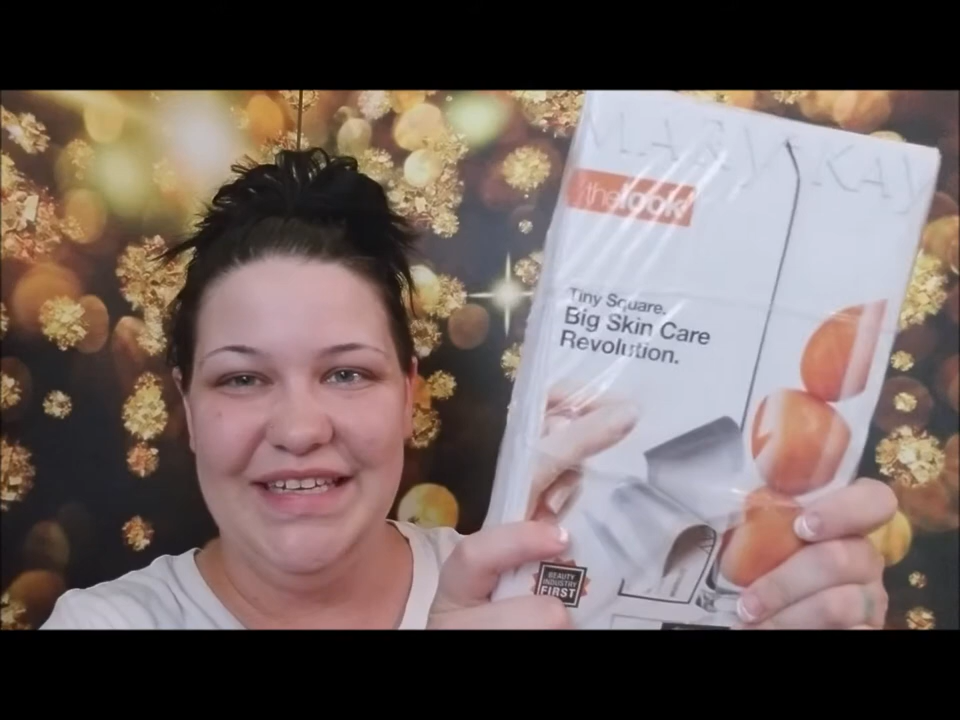 MARY KAY
the look
Tiny Square.
Big Skin Care
Revolution.
BEAUTY
INDUSTRY
FIRST